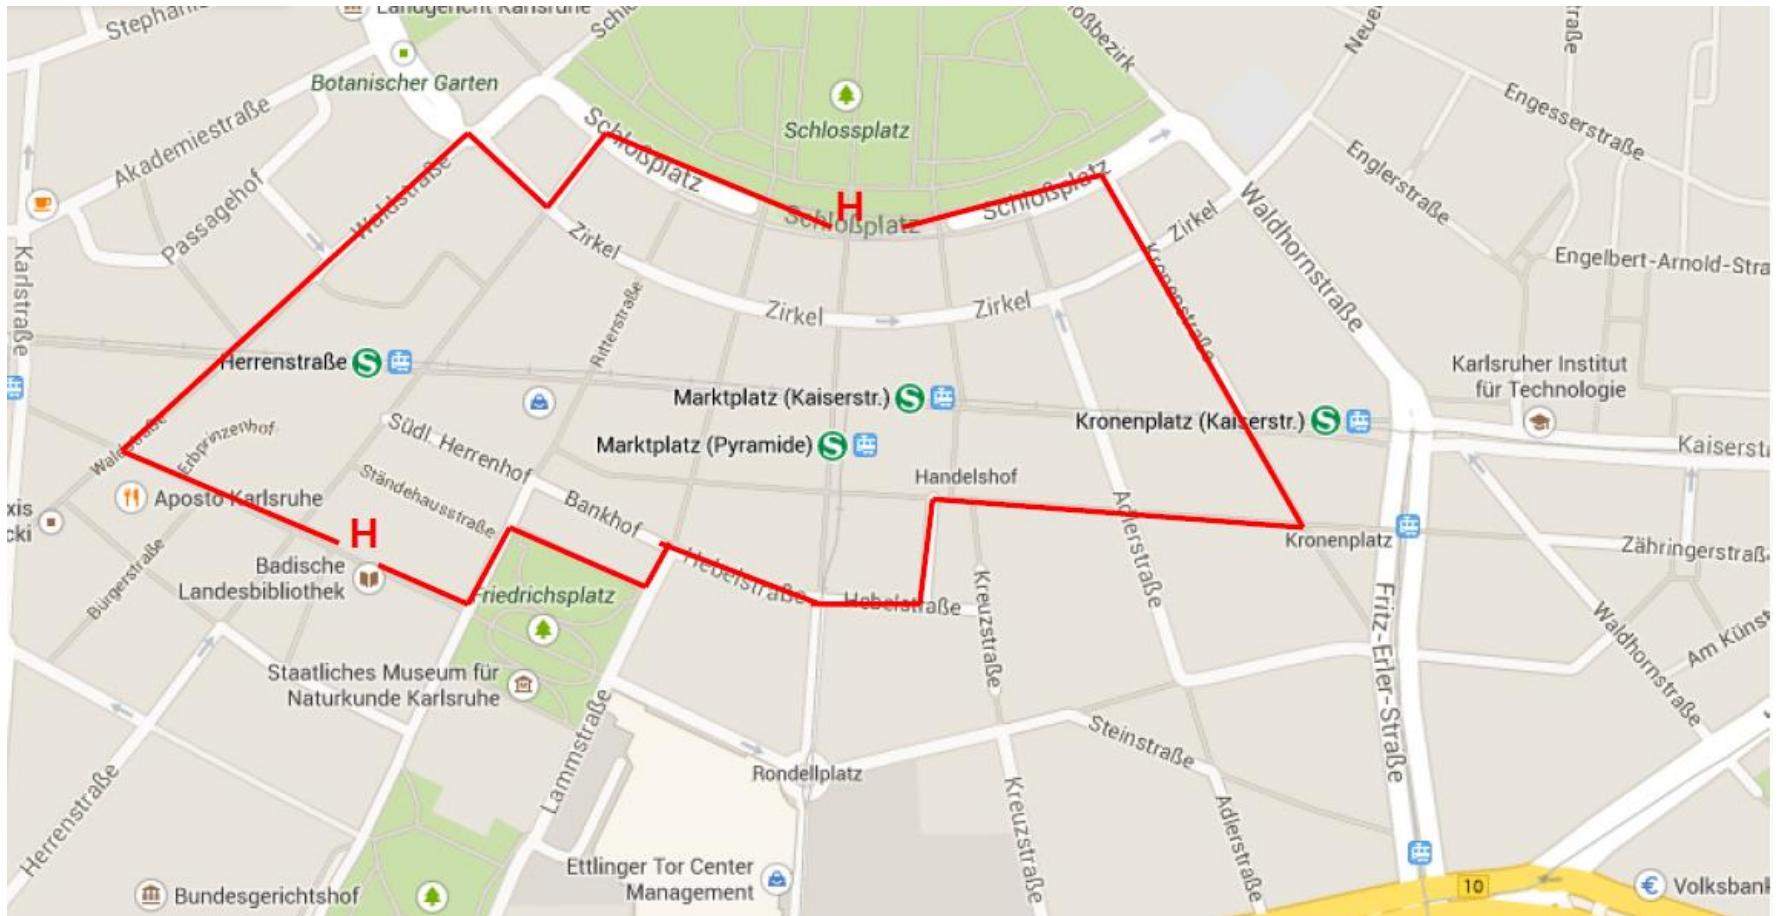 Landgericht Karlsruhe
Botanischer Garten
Akademiestraße
Passagehof
Waldstraße
Karlstraße
Schloßplatz
Schlossplatz
H
Schloßplatz
Schloßplatz
Zirkel
Zirkel
Zirkel
Zirkel
Ritterstraße
Kronenstraße
Waldhornstraße
Engesserstraße
Englerstraße
Engelbert-Arnold-Stra
Herrenstraße S
Marktplatz (Kaiserstr.) S
Marktplatz (Pyramide) S
Kronenplatz (Kaiserstr.) S
Karlsruher Institut
für Technologie
Kaiserst
Waldstraße
Erbprinzenhof
Südl. Herrenhof
Ständehausstraße
Bankhof
Handelshof
Adlerstraße
Kronenplatz
Zähringerstraß
xis
cki
Aposto Karlsruhe
H
Badische
Landesbibliothek
Bürgerstraße
Friedrichsplatz
Hebelstraße
Hebelstraße
Kreuzstraße
Fritz-Erler-Straße
Waldhornstraße
Am Künst
Staatliches Museum für
Naturkunde Karlsruhe
Lammstraße
Herrenstraße
Rondellplatz
Steinstraße
Kreuzstraße
Adlerstraße
Ettlinger Tor Center
Management
Bundesgerichtshof
10
€ Volksban